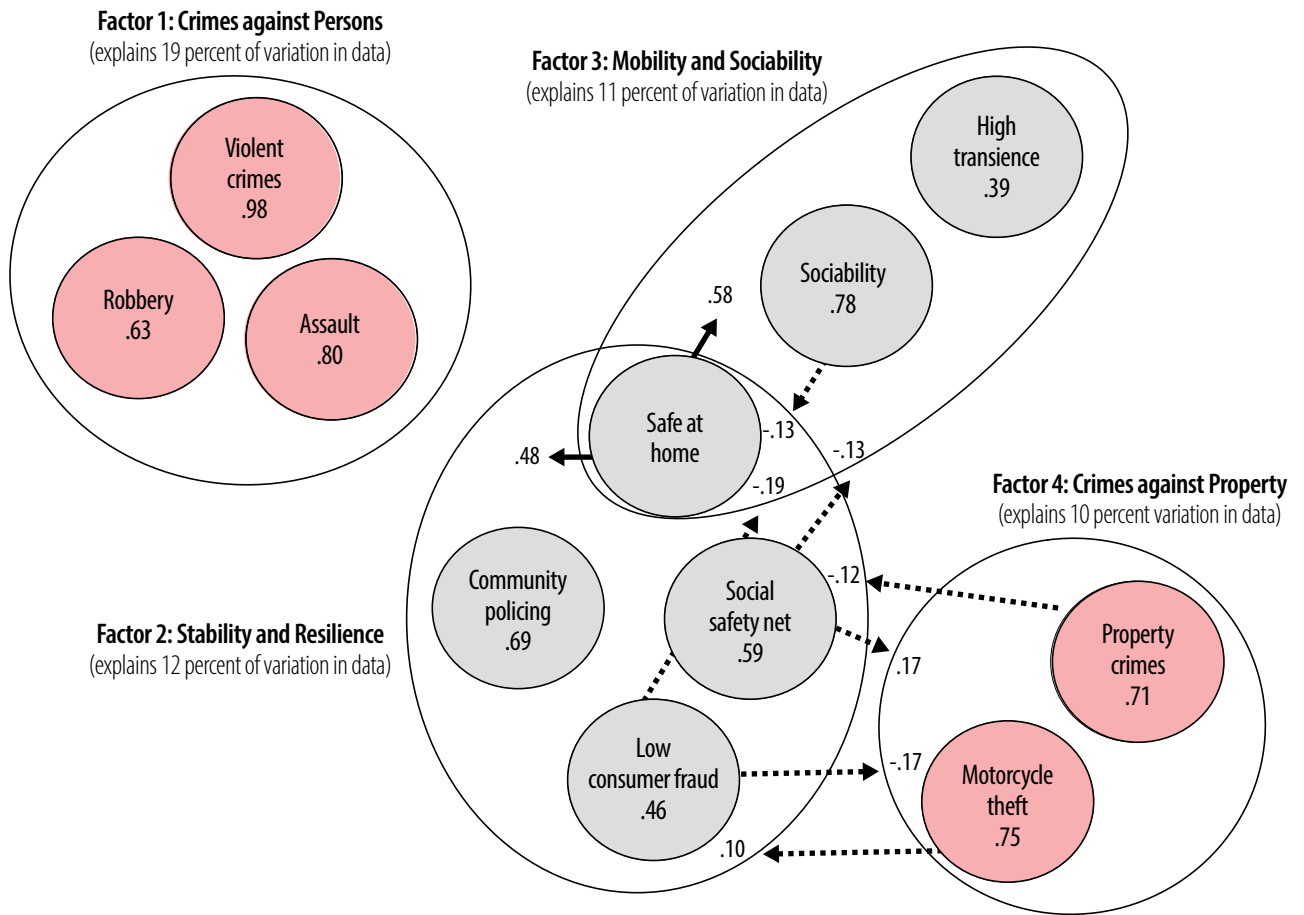 Factor 1: Crimes against Persons
(explains 19 percent of variation in data)
Violent
crimes
.98
Robbery
.63
Assault
.80
Factor 3: Mobility and Sociability
(explains 11 percent of variation in data)
High
transience
.39
Sociability
.78
.58
Safe at
home
.48
-.13
-.13
-.19
Factor 2: Stability and Resilience
(explains 12 percent of variation in data)
Community
policing
.69
Social
safety net
.59
-.12
.17
Low
consumer fraud
.46
-.17
.10
Factor 4: Crimes against Property
(explains 10 percent variation in data)
Property
crimes
.71
Motorcycle
theft
.75